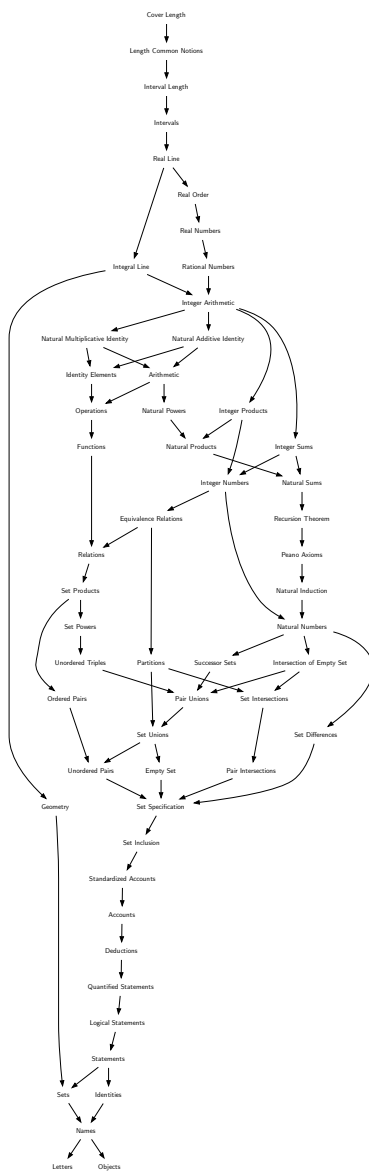 Cover Length
Length Common Notions
Interval Length
Intervals
Real Line
Real Order
Real Numbers
Integral Line
Rational Numbers
Integer Arithmetic
Natural Multiplicative Identity
Natural Additive Identity
Identity Elements
Arithmetic
Operations
Natural Powers
Integer Products
Functions
Natural Products
Integer Sums
Integer Numbers
Natural Sums
Equivalence Relations
Recursion Theorem
Relations
Peano Axioms
Set Products
Natural Induction
Set Powers
Natural Numbers
Unordered Triples
Partitions
Successor Sets
Intersection of Empty Set
Ordered Pairs
Pair Unions
Set Intersections
Set Unions
Set Differences
Unordered Pairs
Empty Set
Pair Intersections
Geometry
Set Specification
Set Inclusion
Standardized Accounts
Accounts
Deductions
Quantified Statements
Logical Statements
Statements
Sets
Identities
Names
Letters
Objects